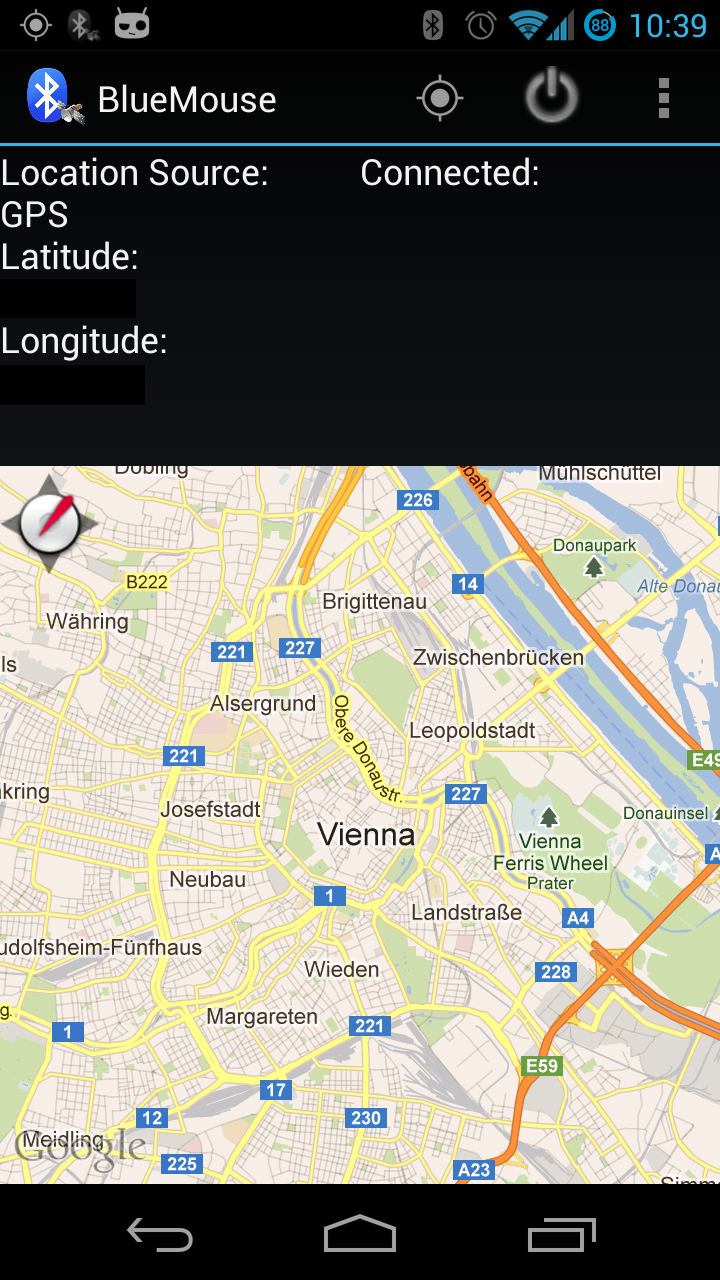 88 10:39
BlueMouse
Location Source: Connected:
GPS
Latitude:
Longitude:
Döbling
Mühlschüttel
bahn
226
Donaupark
B222
14
Alte Donau
Brigittenau
Währing
227
221
ls
Zwischenbrücken
Alsergrund
Obere Donaustr.
Leopoldstadt
221
E49
kring
227
Josefstadt
Donauinsel
Vienna
Vienna
Ferris Wheel
Prater
A
Neubau
1
Landstraße
A4
udolfsheim-Fünfhaus
Wieden
228
g.
Margareten
221
1
E59
17
12
230
Meidling
Google
225
A23
Simme